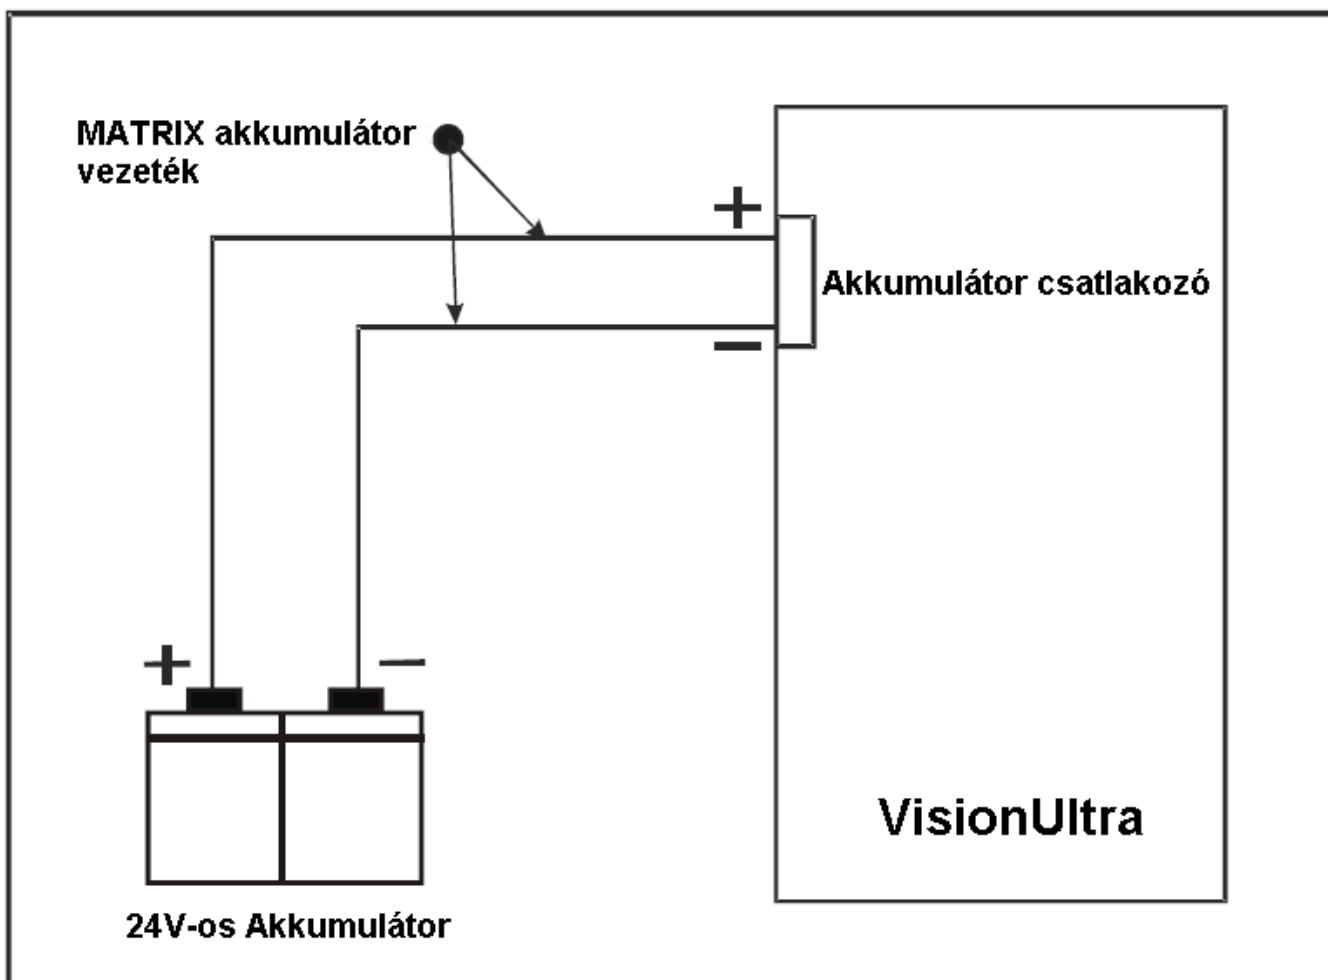 MATRIX akkumulátor
vezeték
+
Akkumulátor csatlakozó
−
+ −
VisionUltra
24V-os Akkumulátor